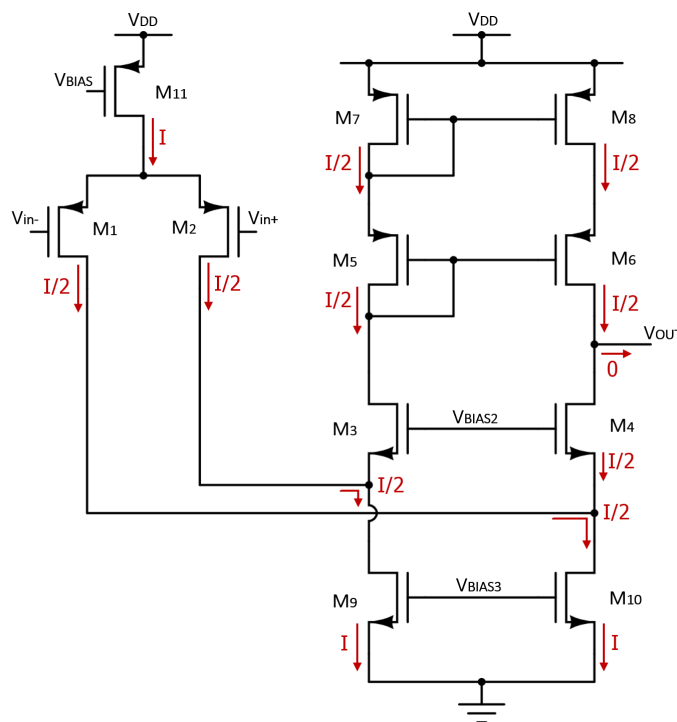 VDD
VDD
VBIAS
M11
I
M7
M8
I/2
I/2
Vin-
M1
M2
Vin+
I/2
I/2
M5
M6
I/2
I/2
VOUT
0
M3
VBIAS2
M4
I/2
I/2
I/2
M9
VBIAS3
M10
I
I